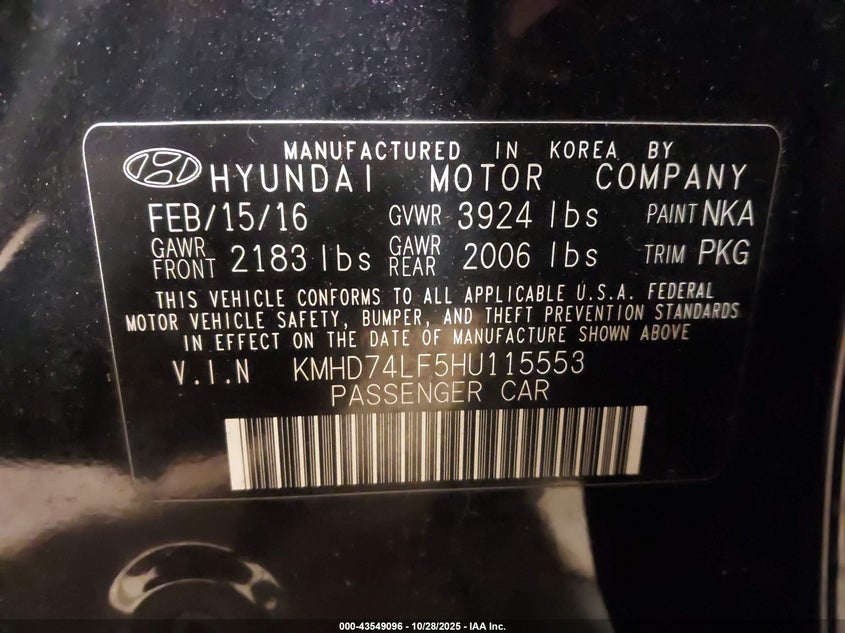 MANUFACTURED IN KOREA BY
HYUNDAI MOTOR COMPANY
FEB/15/16 GVWR 3924 lbs PAINT NKA
GAWR FRONT 2183 lbs GAWR REAR 2006 lbs TRIM PKG
THIS VEHICLE CONFORMS TO ALL APPLICABLE U.S.A. FEDERAL
MOTOR VEHICLE SAFETY, BUMPER, AND THEFT PREVENTION STANDARDS
IN EFFECT ON THE DATE OF MANUFACTURE SHOWN ABOVE
V.I.N KMHD74LF5HU115553
PASSENGER CAR
000-43549096 - 10/28/2025 - IAA Inc.